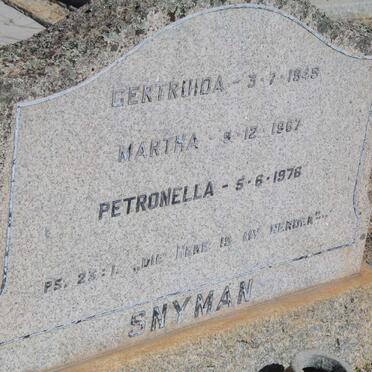 GERTRUIDA - 3-7-1949
MARTHA - 9-12-1967
PETRONELLA - 5-6-1976
PS. 23:1. „DIE HERE IS MY HERDER"..
SNYMAN